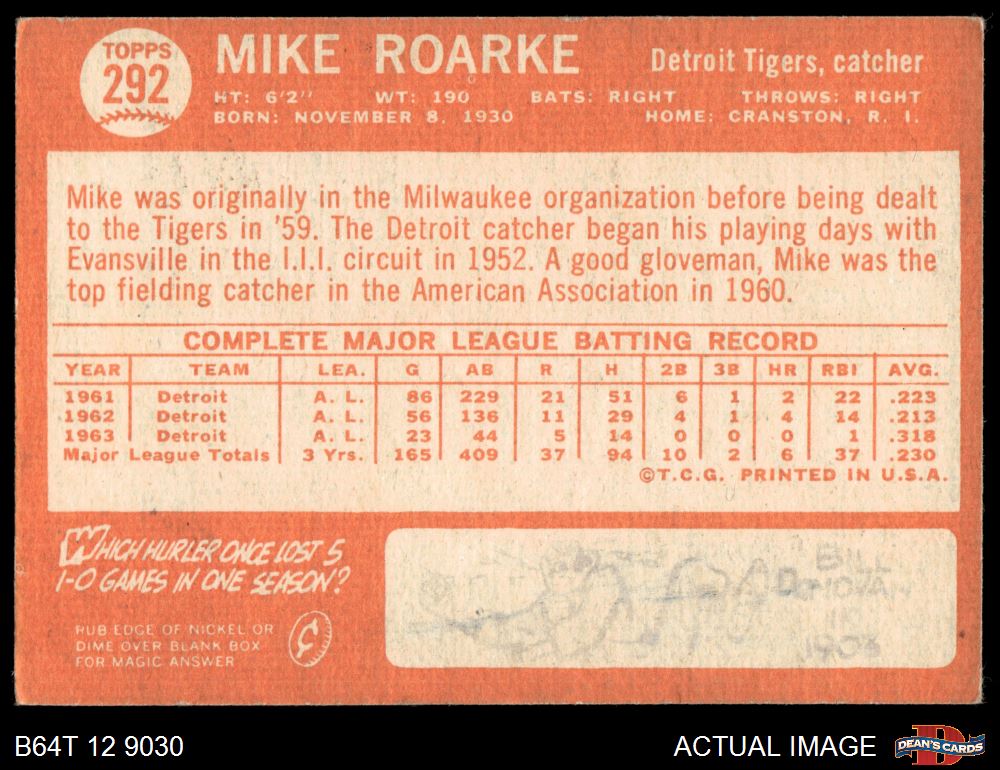 TOPPS
292
MIKE ROARKE
Detroit Tigers, catcher
HT: 6'2" WT: 190 BATS: RIGHT THROWS: RIGHT
BORN: NOVEMBER 8, 1930 HOME: CRANSTON, R. I.
Mike was originally in the Milwaukee organization before being dealt
to the Tigers in '59. The Detroit catcher began his playing days with
Evansville in the I.I.I. circuit in 1952. A good gloveman, Mike was the
top fielding catcher in the American Association in 1960.
COMPLETE MAJOR LEAGUE BATTING RECORD
YEAR TEAM LEA. G AB R H 2B 3B HR RBI AVG.
1961 Detroit A. L. 86 229 21 51 6 1 2 22 .223
1962 Detroit A. L. 56 136 11 29 4 1 4 14 .213
1963 Detroit A. L. 23 44 5 14 0 0 0 1 .318
Major League Totals 3 Yrs. 165 409 37 94 10 2 6 37 .230
©T.C.G. PRINTED IN U.S.A.
WHICH HURLER ONCE LOST 5
1-0 GAMES IN ONE SEASON?
RUB EDGE OF NICKEL OR
DIME OVER BLANK BOX
FOR MAGIC ANSWER
BILL
DONOVAN
IN
1903
B64T 12 9030
ACTUAL IMAGE
DEAN'S CARDS